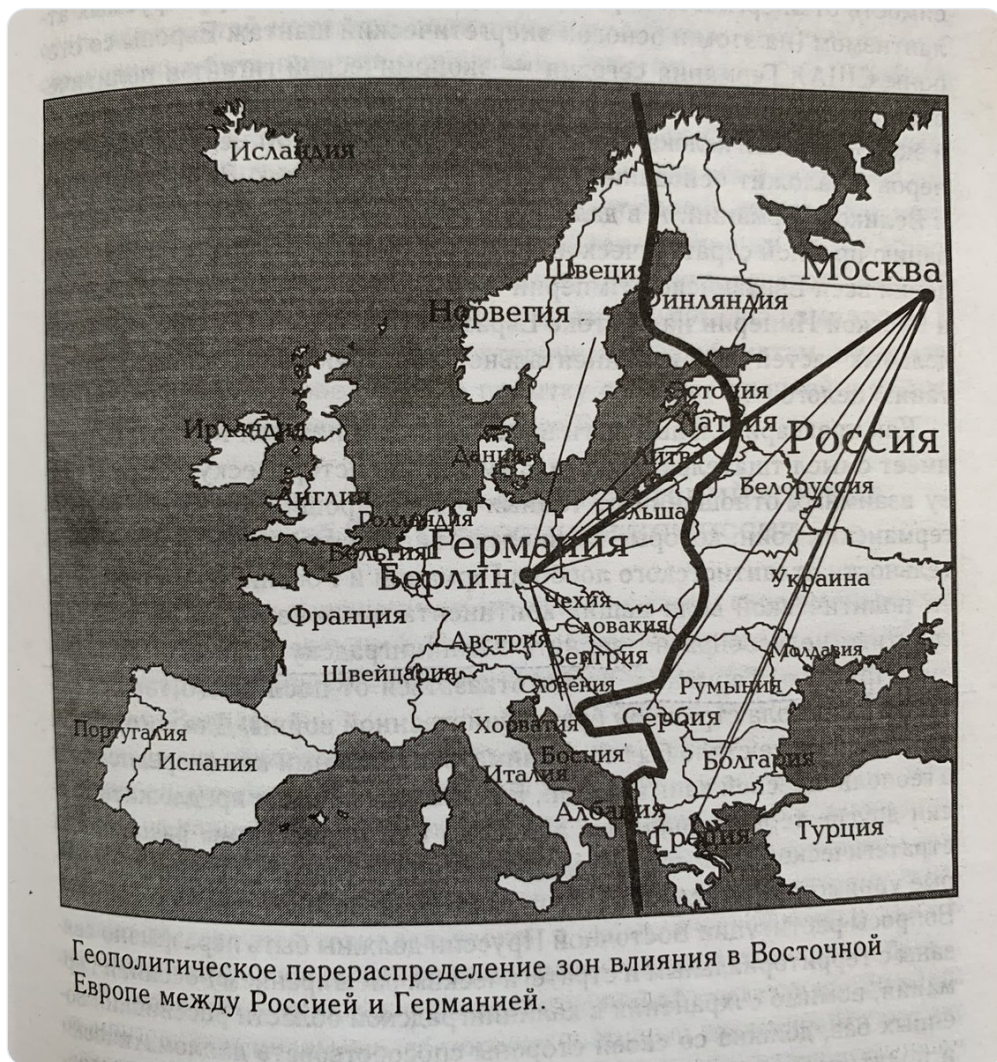 Исландия
Москва
Швеция
Финляндия
Норвегия
Эстония
Латвия
Россия
Ирландия
Дания
Литва
Белоруссия
Англия
Голландия
Польша
Германия
Бельгия
Берлин
Украина
Чехия
Франция
Словакия
Австрия
Венгрия
Молдавия
Швейцария
Словения
Румыния
Португалия
Хорватия
Сербия
Испания
Босния
Болгария
Италия
Албания
Греция
Турция
Геополитическое перераспределение зон влияния в Восточной
Европе между Россией и Германией.